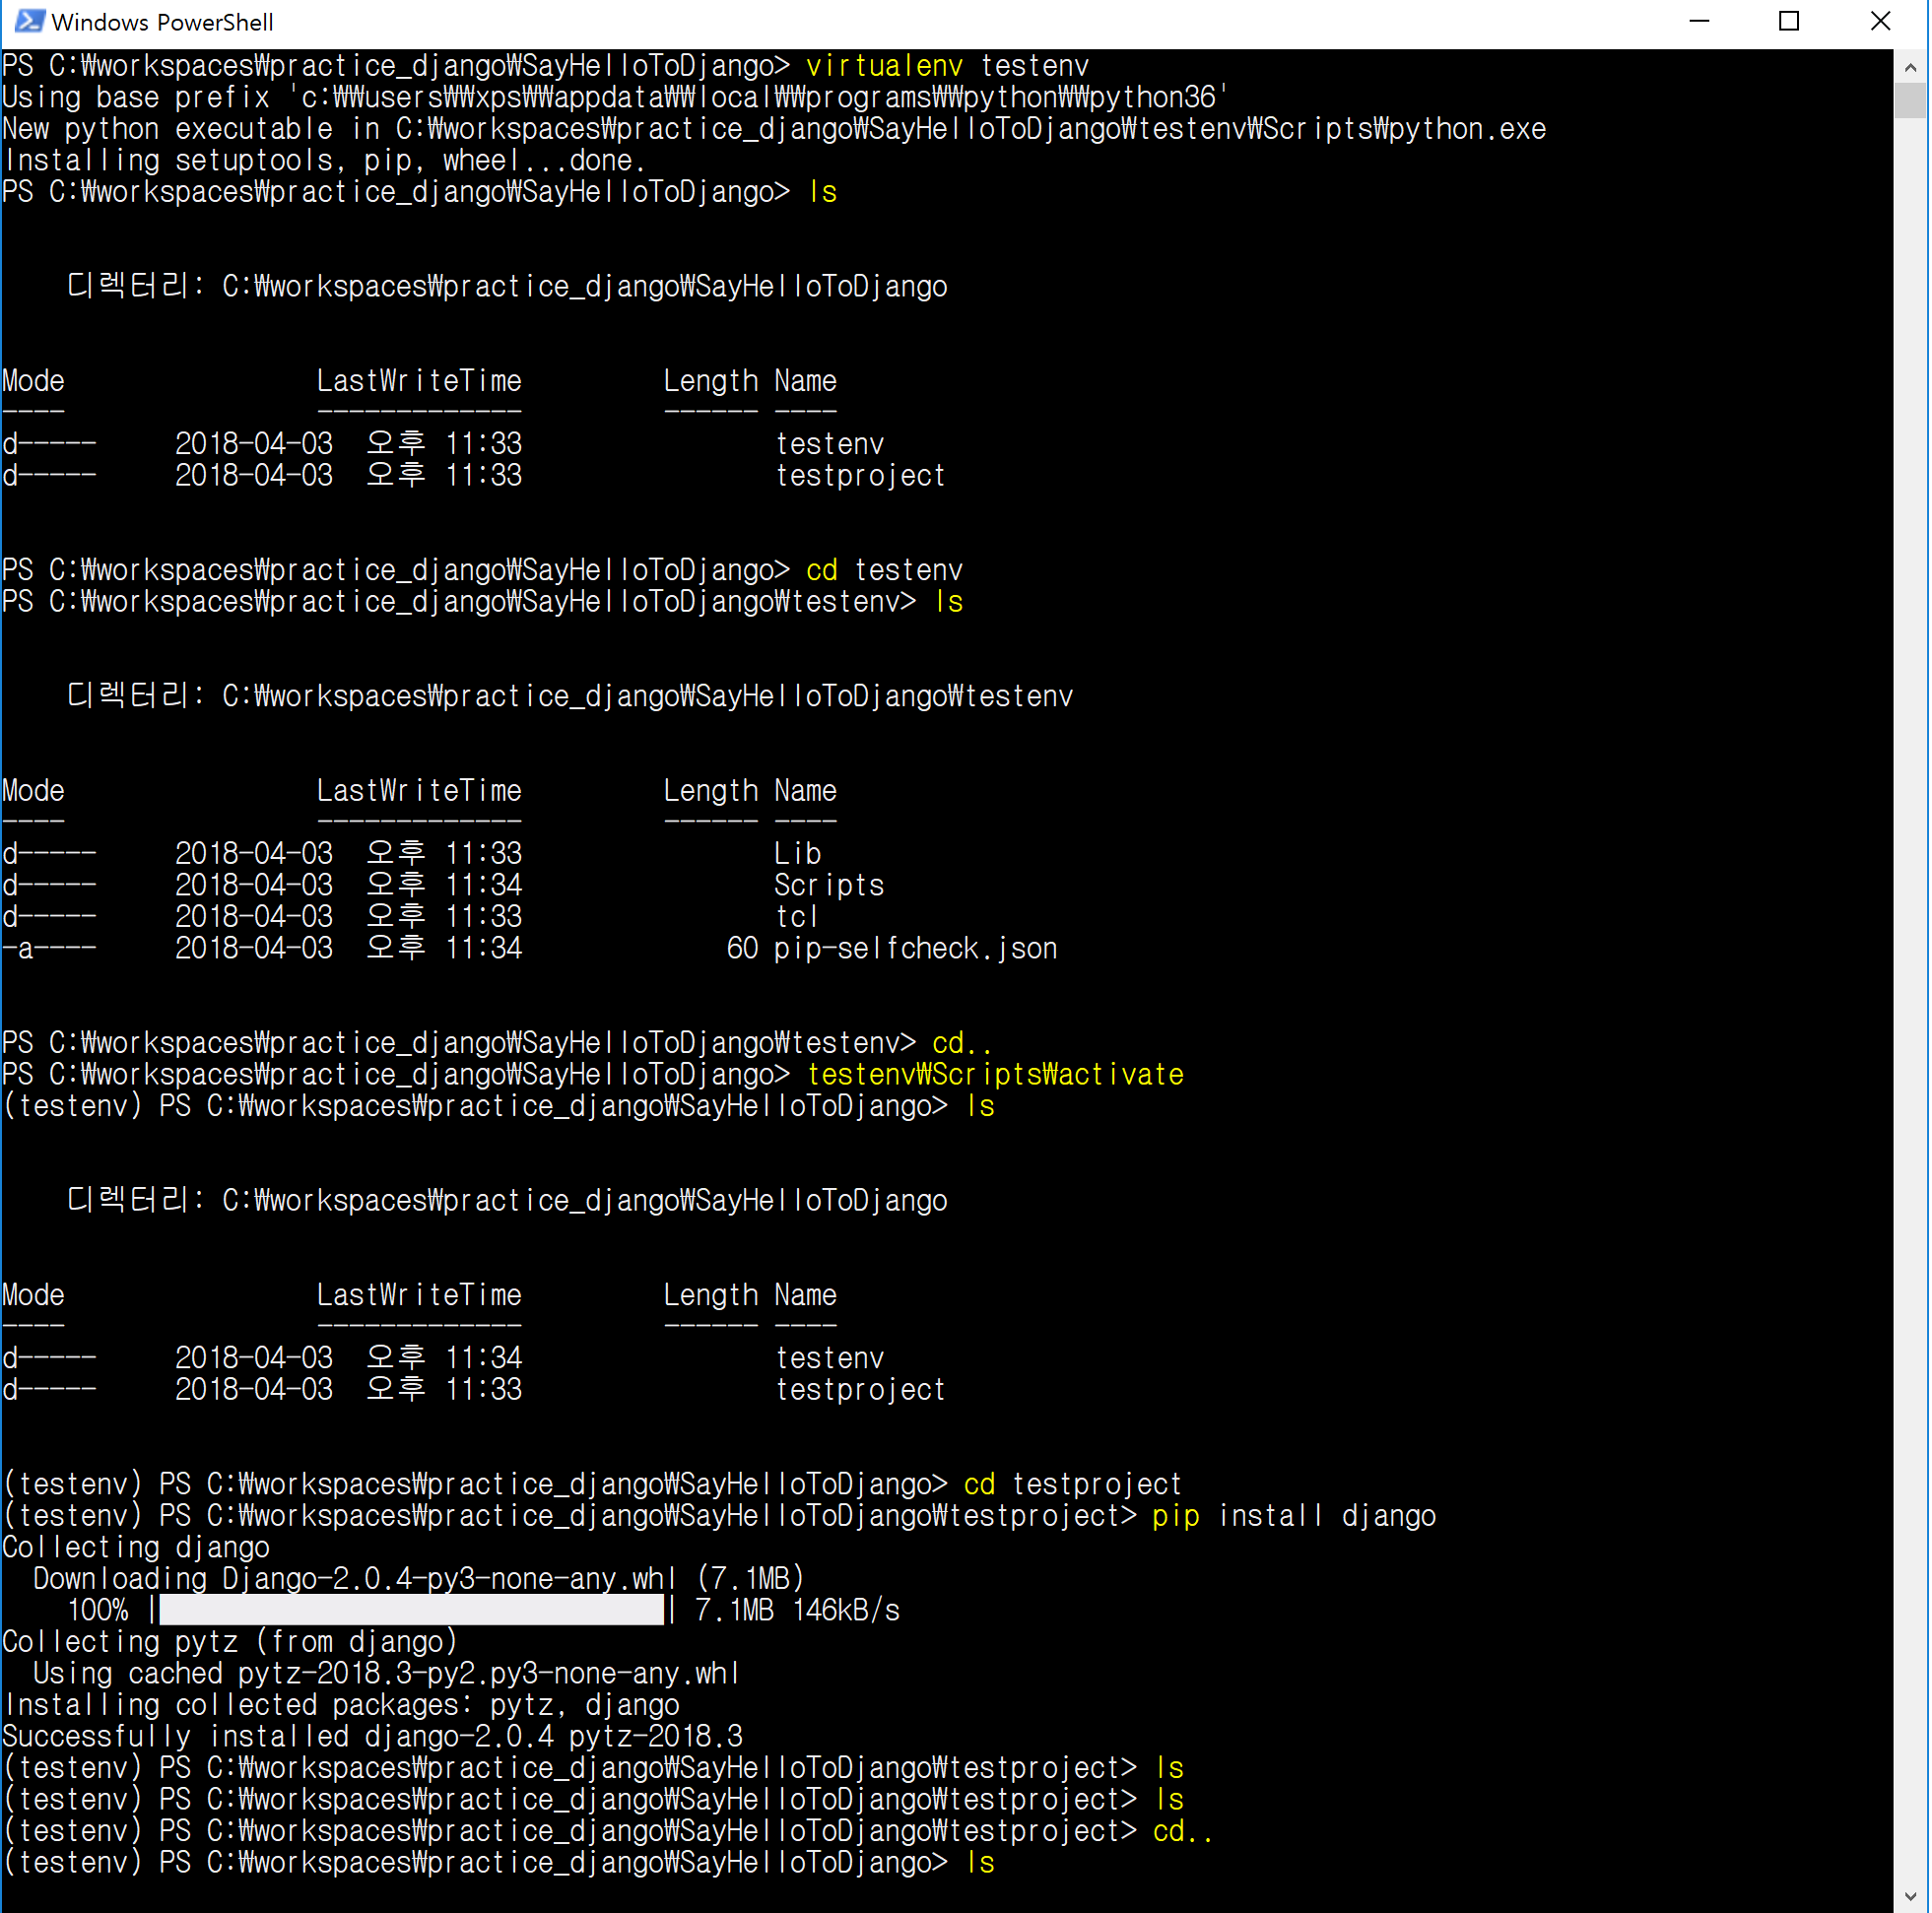 Windows PowerShell
PS C:₩workspaces₩practice_django₩SayHelloToDjango> virtualenv testenv
Using base prefix 'c:₩₩users₩₩xps₩₩appdata₩₩local₩₩programs₩₩python₩₩python36'
New python executable in C:₩workspaces₩practice_django₩SayHelloToDjango₩testenv₩Scripts₩python.exe
Installing setuptools, pip, wheel...done.
PS C:₩workspaces₩practice_django₩SayHelloToDjango> ls
디렉터리: C:₩workspaces₩practice_django₩SayHelloToDjango
Mode LastWriteTime Length Name
---- ------------- ------ ----
d----- 2018-04-03 오후 11:33 testenv
d----- 2018-04-03 오후 11:33 testproject
PS C:₩workspaces₩practice_django₩SayHelloToDjango> cd testenv
PS C:₩workspaces₩practice_django₩SayHelloToDjango₩testenv> ls
디렉터리: C:₩workspaces₩practice_django₩SayHelloToDjango₩testenv
Mode LastWriteTime Length Name
---- ------------- ------ ----
d----- 2018-04-03 오후 11:33 Lib
d----- 2018-04-03 오후 11:34 Scripts
d----- 2018-04-03 오후 11:33 tcl
-a---- 2018-04-03 오후 11:34 60 pip-selfcheck.json
PS C:₩workspaces₩practice_django₩SayHelloToDjango₩testenv> cd..
PS C:₩workspaces₩practice_django₩SayHelloToDjango> testenv₩Scripts₩activate
(testenv) PS C:₩workspaces₩practice_django₩SayHelloToDjango> ls
디렉터리: C:₩workspaces₩practice_django₩SayHelloToDjango
Mode LastWriteTime Length Name
---- ------------- ------ ----
d----- 2018-04-03 오후 11:34 testenv
d----- 2018-04-03 오후 11:33 testproject
(testenv) PS C:₩workspaces₩practice_django₩SayHelloToDjango> cd testproject
(testenv) PS C:₩workspaces₩practice_django₩SayHelloToDjango₩testproject> pip install django
Collecting django
Downloading Django-2.0.4-py3-none-any.whl (7.1MB)
100% |████████████████████████████████| 7.1MB 146kB/s
Collecting pytz (from django)
Using cached pytz-2018.3-py2.py3-none-any.whl
Installing collected packages: pytz, django
Successfully installed django-2.0.4 pytz-2018.3
(testenv) PS C:₩workspaces₩practice_django₩SayHelloToDjango₩testproject> ls
(testenv) PS C:₩workspaces₩practice_django₩SayHelloToDjango₩testproject> ls
(testenv) PS C:₩workspaces₩practice_django₩SayHelloToDjango₩testproject> cd..
(testenv) PS C:₩workspaces₩practice_django₩SayHelloToDjango> ls